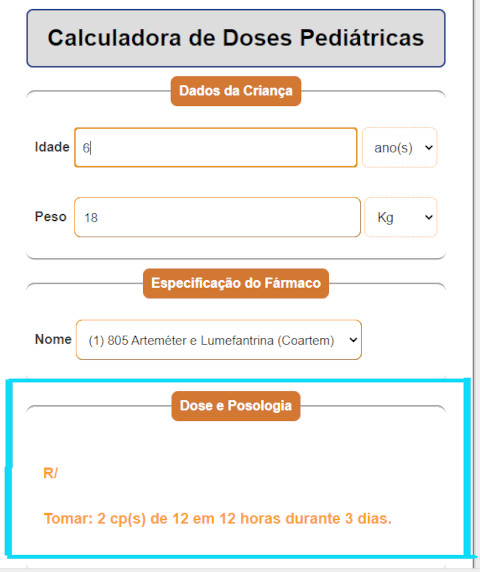 Calculadora de Doses Pediátricas
Dados da Criança
Idade 6 ano(s)
Peso 18 Kg
Especificação do Fármaco
Nome (1) 805 Arteméter e Lumefantrina (Coartem)
Dose e Posologia
R/
Tomar: 2 cp(s) de 12 em 12 horas durante 3 dias.